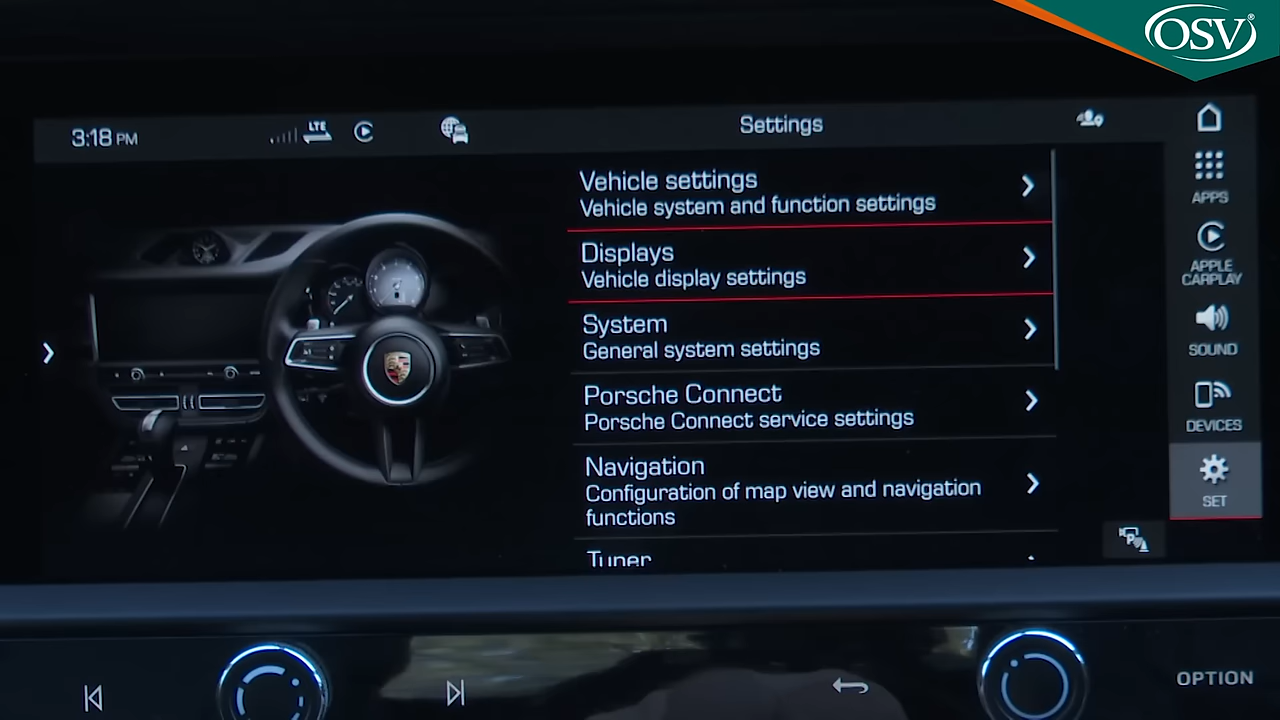 OSV®
3:18 PM
LTE
Settings
Vehicle settings
Vehicle system and function settings
Displays
Vehicle display settings
System
General system settings
Porsche Connect
Porsche Connect service settings
Navigation
Configuration of map view and navigation
functions
Tuner
APPS
APPLE
CARPLAY
SOUND
DEVICES
SET
OPTION